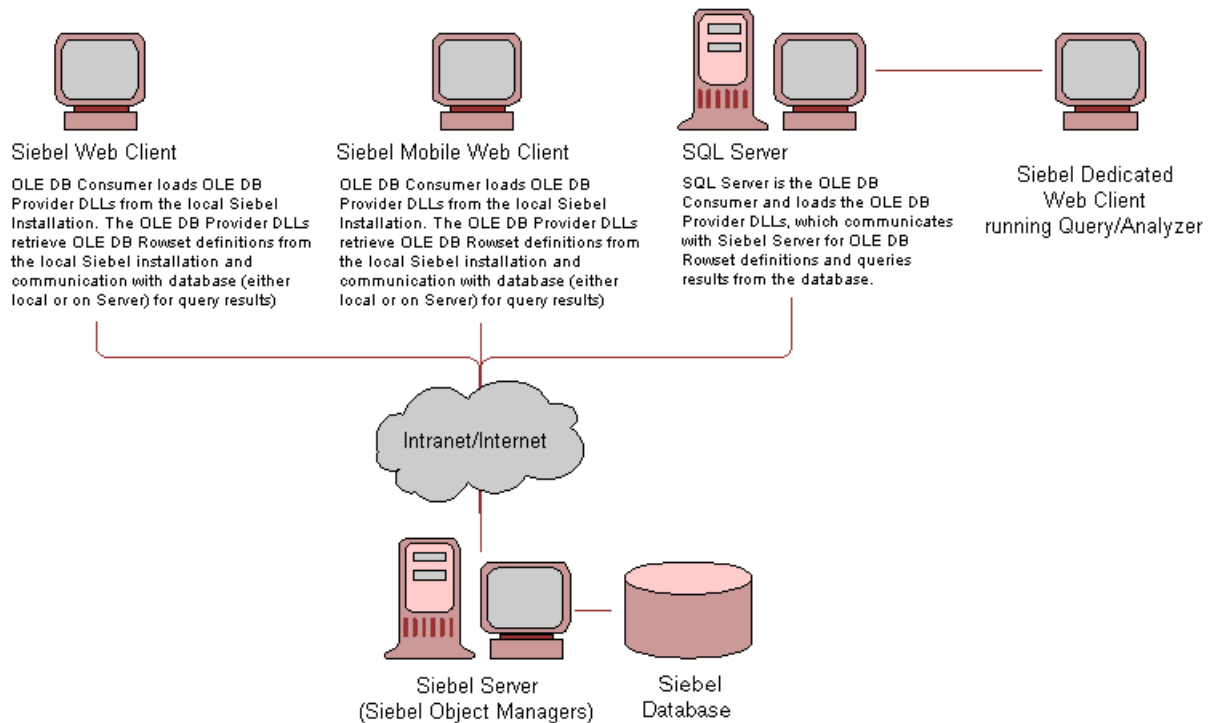 Siebel Web Client
OLE DB Consumer loads OLE DB
Provider DLLs from the local Siebel
Installation. The OLE DB Provider DLLs
retrieve OLE DB Rowset definitions from
the local Siebel installation and
communication with database (either
local or on Server) for query results)
Siebel Mobile Web Client
OLE DB Consumer loads OLE DB
Provider DLLs from the local Siebel
Installation. The OLE DB Provider DLLs
retrieve OLE DB Rowset definitions from
the local Siebel installation and
communication with database (either
local or on Server) for query results)
SQL Server
SQL Server is the OLE DB
Consumer and loads the OLE DB
Provider DLLs, which communicates
with Siebel Server for OLE DB
Rowset definitions and queries
results from the database.
Siebel Dedicated
Web Client
running Query/Analyzer
Intranet/Internet
Siebel Server
(Siebel Object Managers)
Siebel
Database